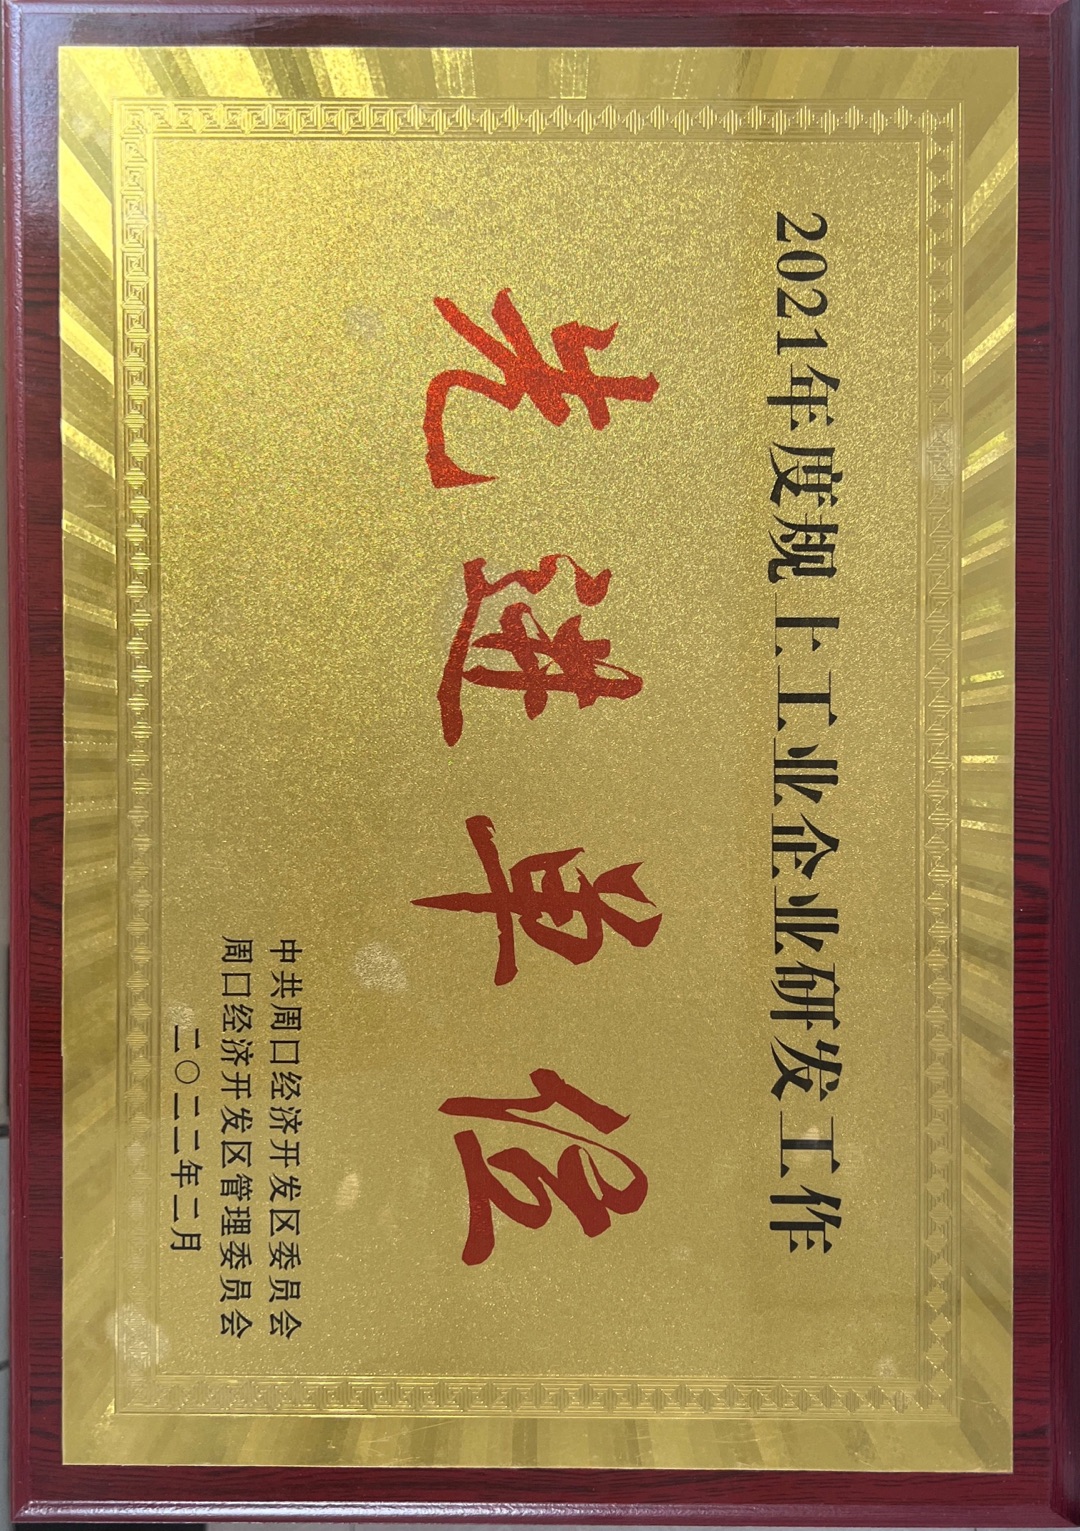 2021年度规上工业企业研发工作
先进单位
中共周口经济开发区委员会
周口经济开发区管理委员会
二〇二二年二月